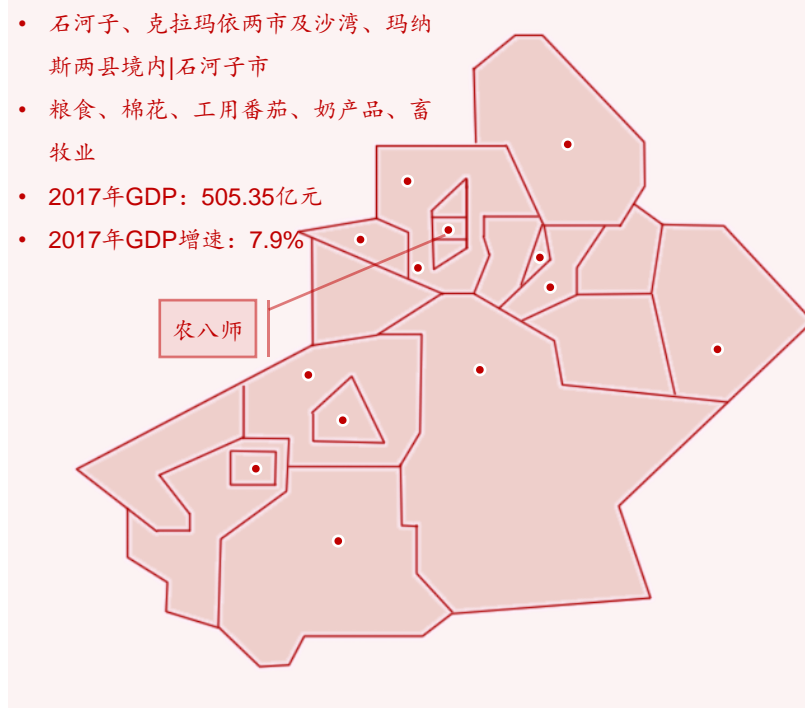 • 石河子、克拉玛依两市及沙湾、玛纳
斯两县境内|石河子市
• 粮食、棉花、工用番茄、奶产品、畜
牧业
• 2017年GDP：505.35亿元
• 2017年GDP增速：7.9%
农八师